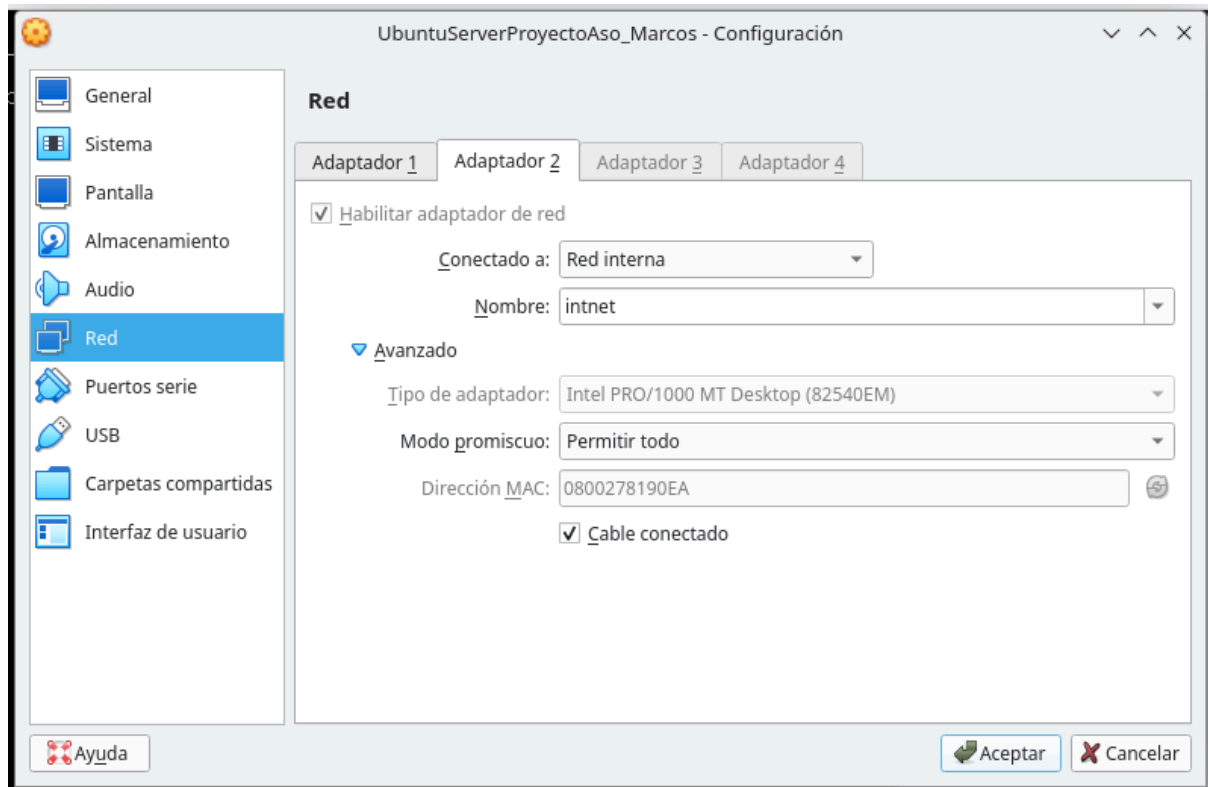 UbuntuServerProyectoAso_Marcos - Configuración
General
Sistema
Pantalla
Almacenamiento
Audio
Red
Puertos serie
USB
Carpetas compartidas
Interfaz de usuario
Red
Adaptador 1 Adaptador 2 Adaptador 3 Adaptador 4
Habilitar adaptador de red
Conectado a: Red interna
Nombre: intnet
Avanzado
Tipo de adaptador: Intel PRO/1000 MT Desktop (82540EM)
Modo promiscuo: Permitir todo
Dirección MAC: 0800278190EA
Cable conectado
Ayuda Aceptar Cancelar